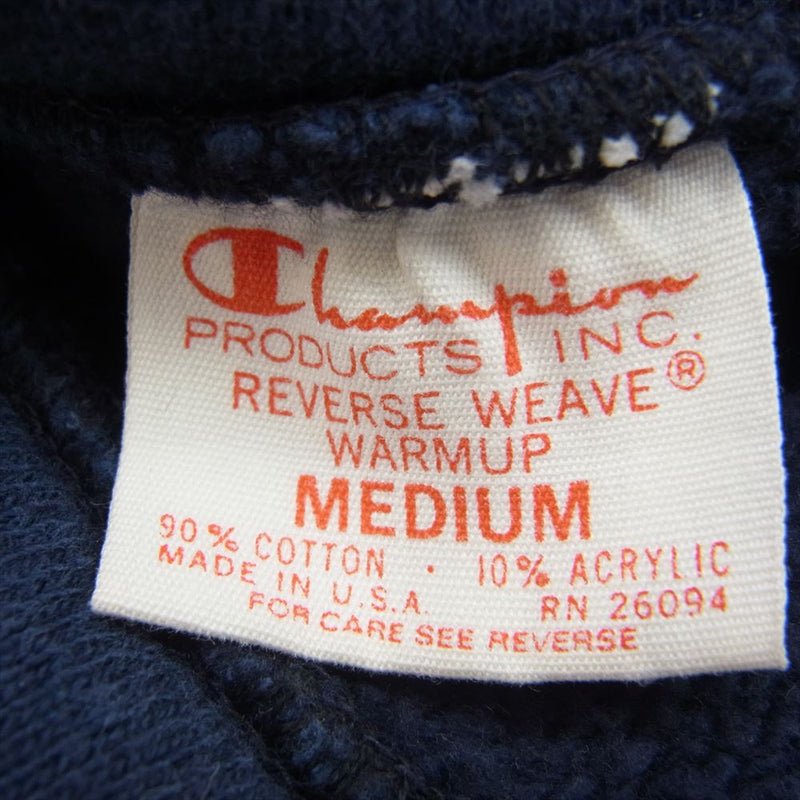 Champion
PRODUCTS INC.
REVERSE WEAVE®
WARMUP
MEDIUM
90% COTTON · 10% ACRYLIC
MADE IN U.S.A. RN 26094
FOR CARE SEE REVERSE